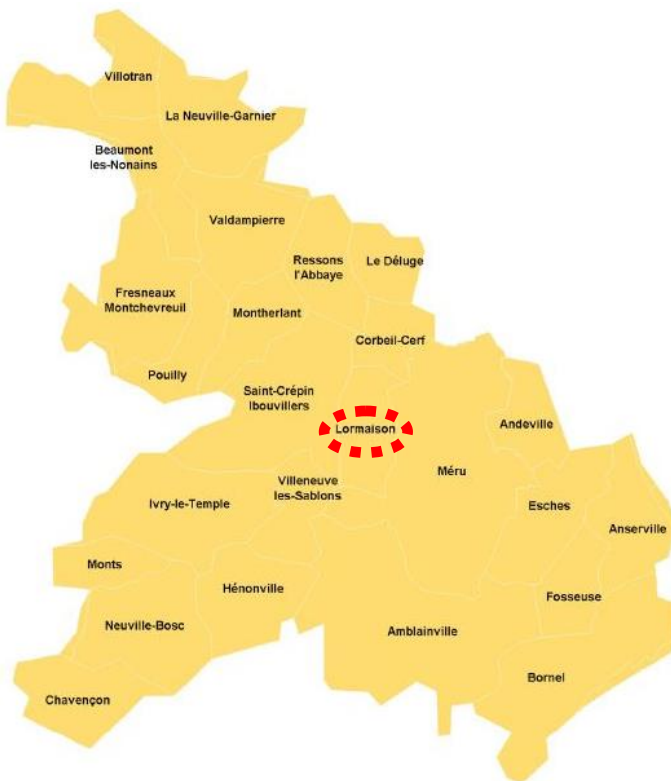 Villotran
La Neuville-Garnier
Beaumont
les-Nonains
Valdampierre
Ressons
l'Abbaye
Le Déluge
Fresneaux
Montchevreuil
Montherlant
Corbeil-Cerf
Pouilly
Saint-Crépin
Ibouvillers
Lormaison
Andeville
Méru
Villeneuve
les-Sablons
Ivry-le-Temple
Esches
Anserville
Monts
Hénonville
Fosseuse
Neuville-Bosc
Amblainville
Bornel
Chavençon